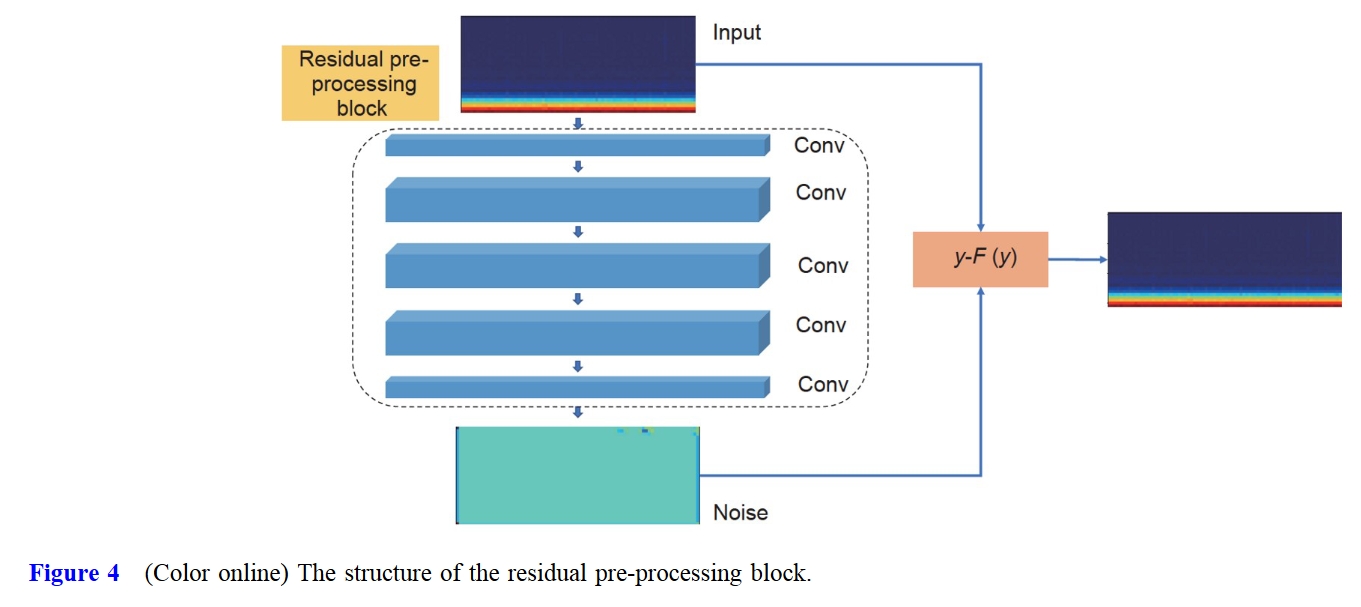 Residual pre-
processing
block
Input
Conv
Conv
Conv
Conv
Conv
y-F (y)
Noise
Figure 4 (Color online) The structure of the residual pre-processing block.